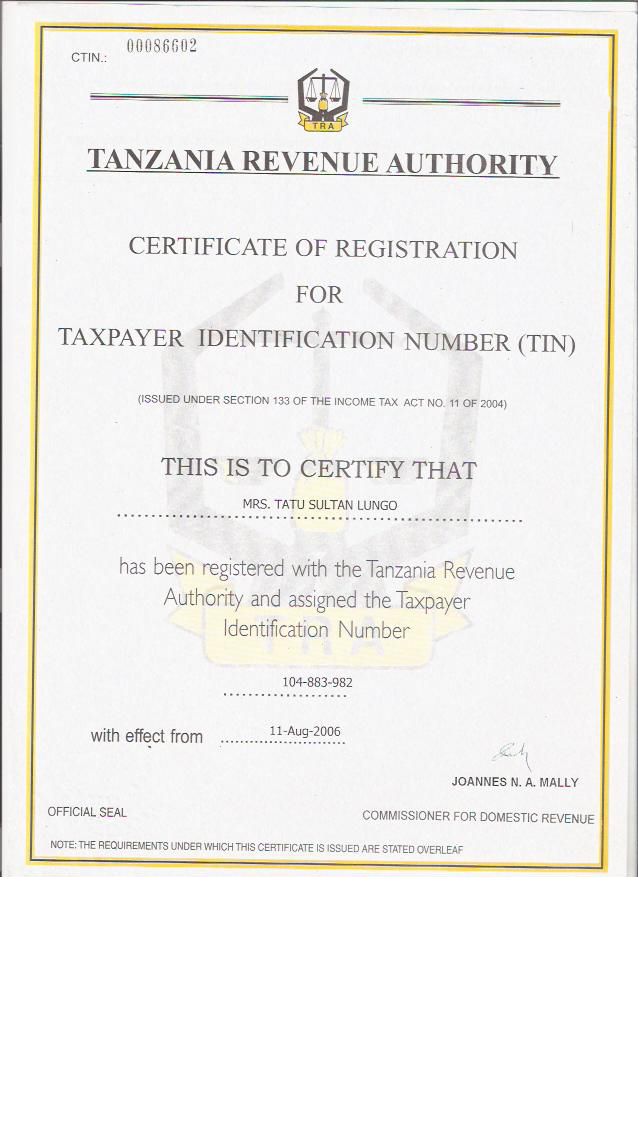 CTIN.: 00086602
TRA
TANZANIA REVENUE AUTHORITY
CERTIFICATE OF REGISTRATION
FOR
TAXPAYER IDENTIFICATION NUMBER (TIN)
(ISSUED UNDER SECTION 133 OF THE INCOME TAX ACT NO. 11 OF 2004)
THIS IS TO CERTIFY THAT
MRS. TATU SULTAN LUNGO
has been registered with the Tanzania Revenue
Authority and assigned the Taxpayer
Identification Number
TRA
104-883-982
with effect from 11-Aug-2006
JOANNES N. A. MALLY
OFFICIAL SEAL COMMISSIONER FOR DOMESTIC REVENUE
NOTE: THE REQUIREMENTS UNDER WHICH THIS CERTIFICATE IS ISSUED ARE STATED OVERLEAF